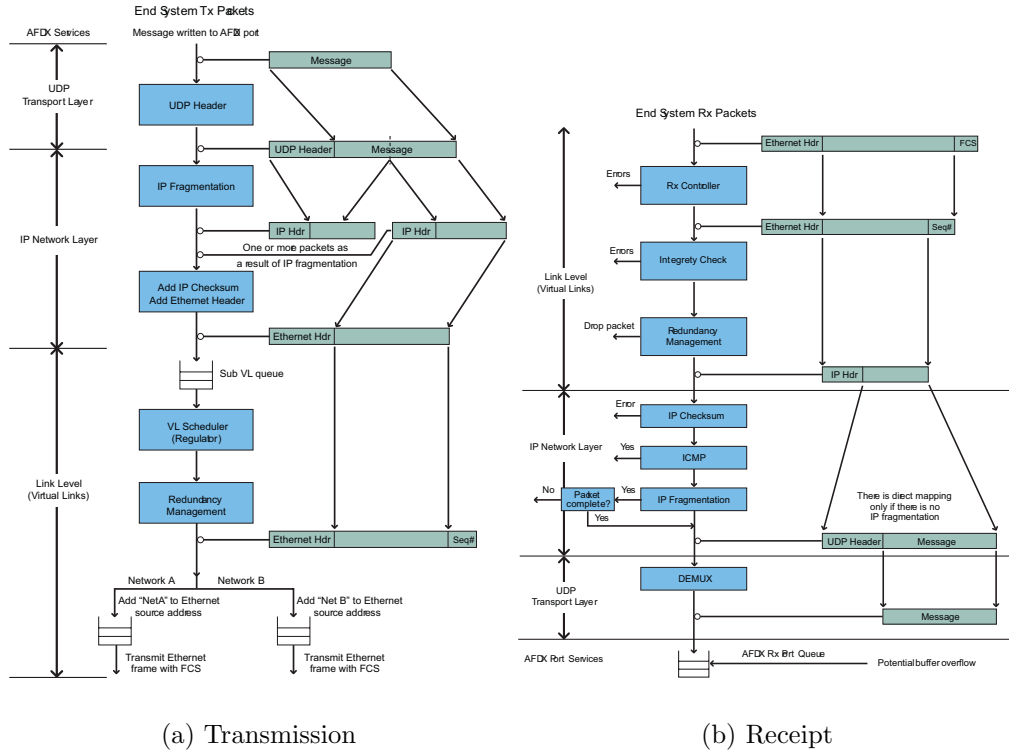 End System Tx Packets
AFDX Services
Message written to AFDX port
Message
UDP
Transport Layer
UDP Header
UDP Header
Message
IP Fragmentation
IP Network Layer
IP Hdr
IP Hdr
One or more packets as
a result of IP fragmentation
Add IP Checksum
Add Ethernet Header
Ethernet Hdr
Sub VL queue
VL Scheduler
(Regulator)
Link Level
(Virtual Links)
Redundancy
Management
Ethernet Hdr
Seq#
Network A
Network B
Add “NetA” to Ethernet
source address
Add “Net B” to Ethernet
source address
Transmit Ethernet
frame with FCS
Transmit Ethernet
frame with FCS
(a) Transmission
End System Rx Packets
Ethernet Hdr
FCS
Errors
Rx Controller
Ethernet Hdr
Seq#
Errors
Integrety Check
Link Level
(Virtual Links)
Drop packet
Redundancy
Management
IP Hdr
Error
IP Checksum
IP Network Layer
Yes
ICMP
No
Packet
complete?
Yes
IP Fragmentation
Yes
There is direct mapping
only if there is no
IP fragmentation
UDP Header
Message
DEMUX
UDP
Transport Layer
Message
AFDX Port Services
AFDX Rx Port Queue
Potential buffer overflow
(b) Receipt